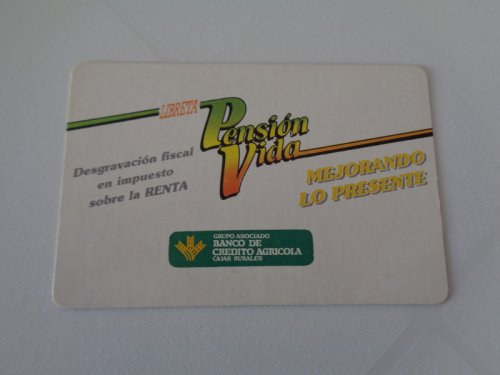 LIBRETA
Pensión
Vida
Desgravación fiscal
en impuesto
sobre la RENTA
MEJORANDO
LO PRESENTE
GRUPO ASOCIADO
BANCO DE
CREDITO AGRICOLA
CAJAS RURALES